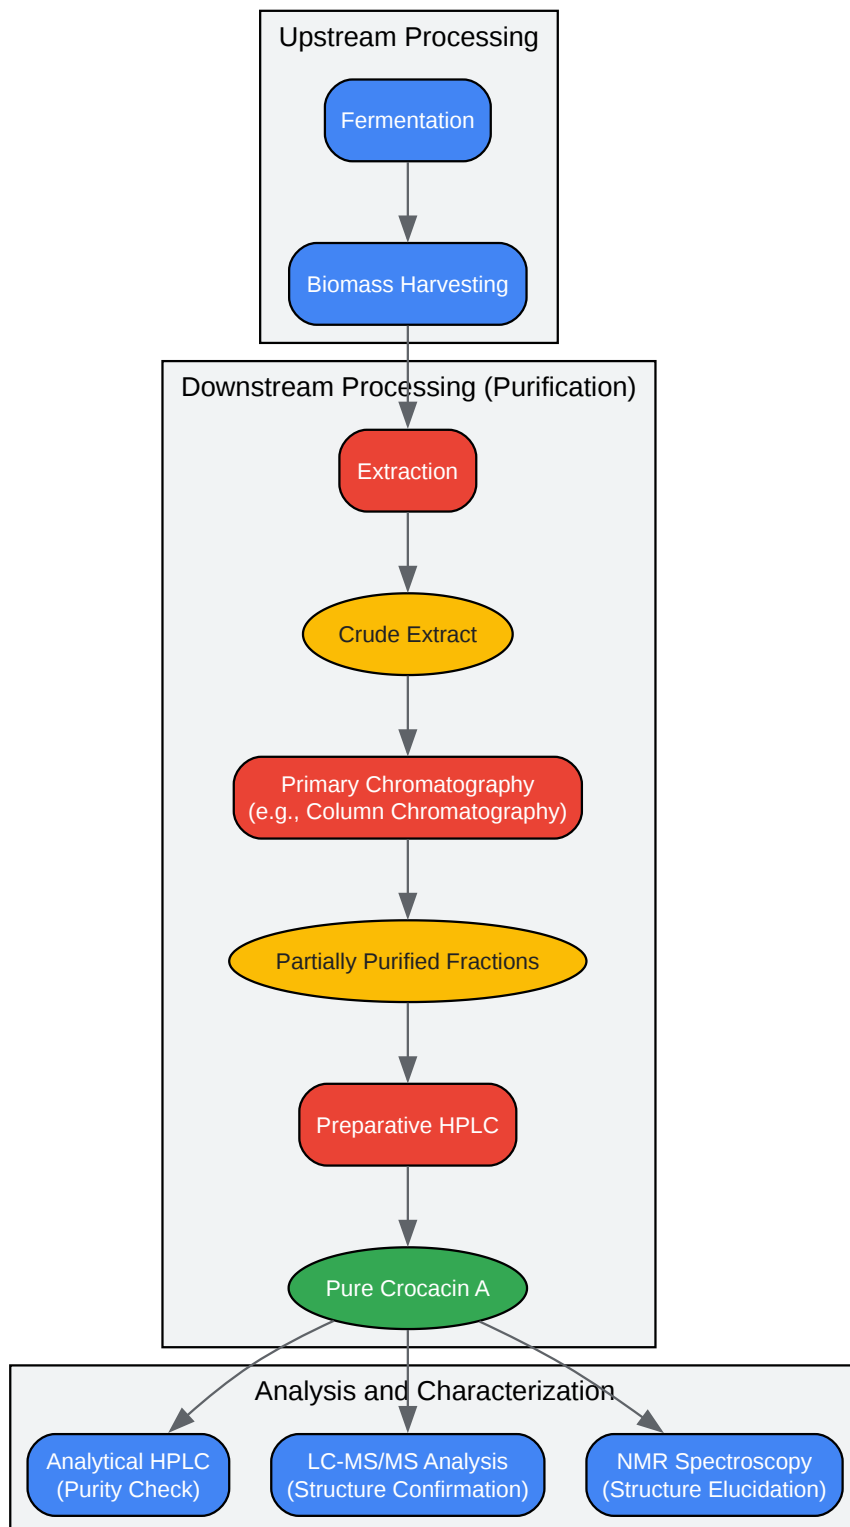 Upstream Processing
Fermentation
Biomass Harvesting
Downstream Processing (Purification)
Extraction
Crude Extract
Primary Chromatography
(e.g., Column Chromatography)
Partially Purified Fractions
Preparative HPLC
Pure Crocacin A
Analysis and Characterization
Analytical HPLC
(Purity Check)
LC-MS/MS Analysis
(Structure Confirmation)
NMR Spectroscopy
(Structure Elucidation)